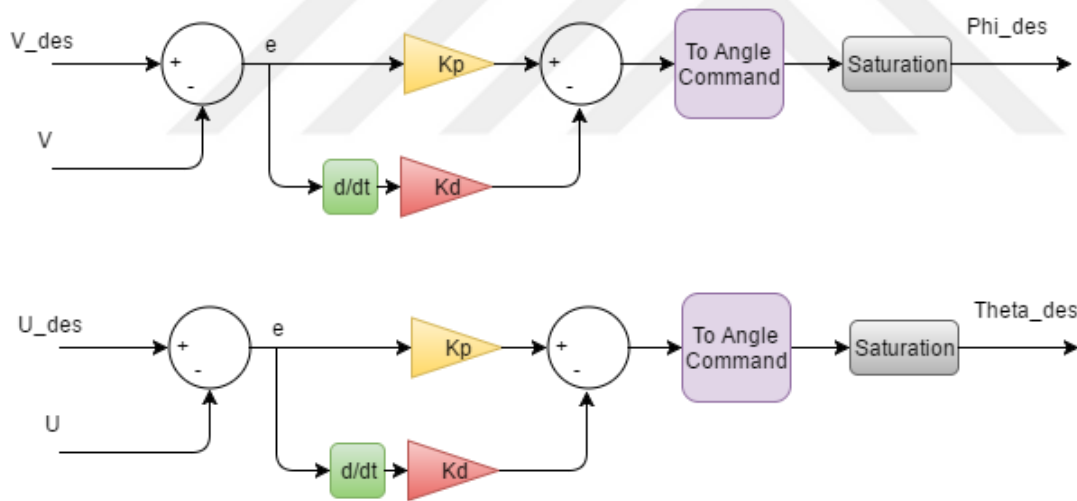 V_des
+
-
V
e
Kp
d/dt
Kd
+
-
To Angle
Command
Saturation
Phi_des
U_des
+
-
U
e
Kp
d/dt
Kd
+
-
To Angle
Command
Saturation
Theta_des